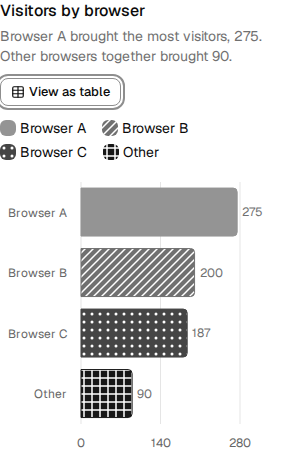 Visitors by browser
Browser A brought the most visitors, 275.
Other browsers together brought 90.
View as table
Browser A Browser B
Browser C Other
Browser A 275
Browser B 200
Browser C 187
Other 90
0 140 280